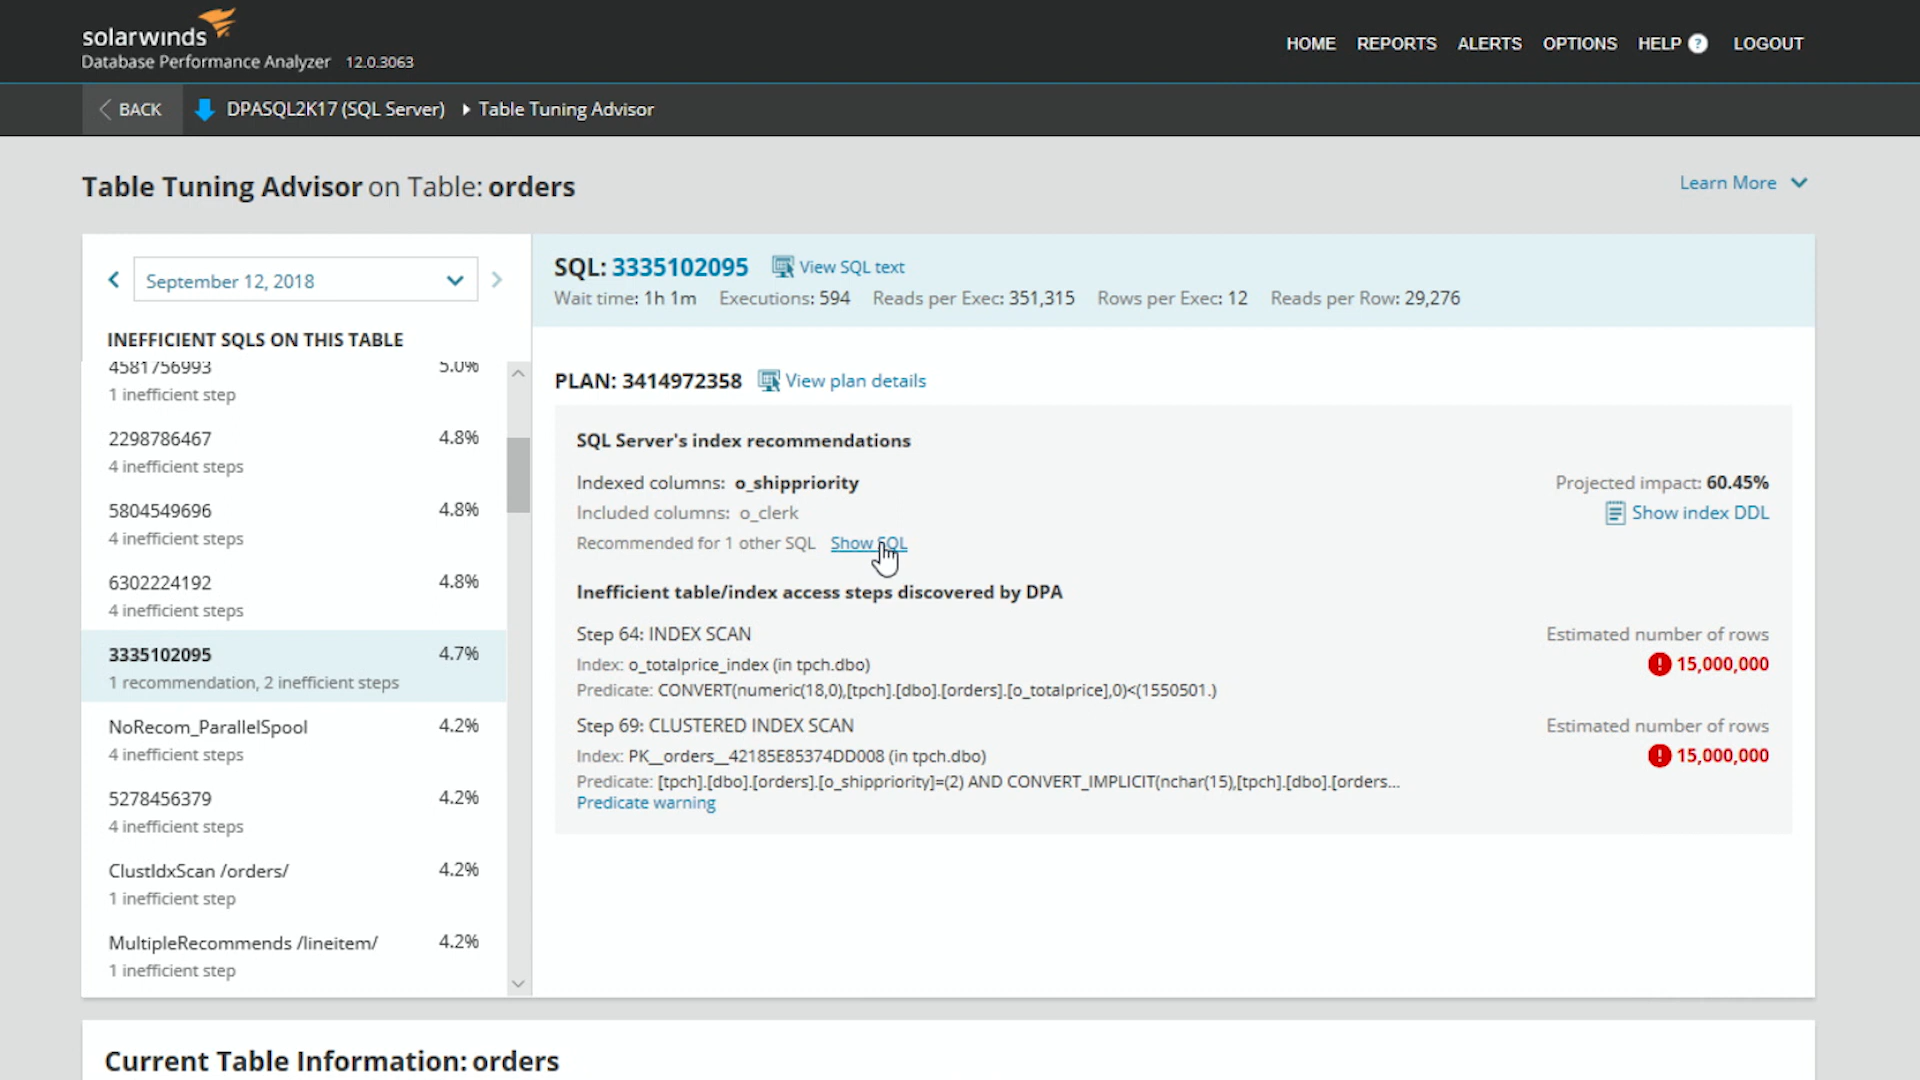 solarwinds
Database Performance Analyzer 12.0.3063
HOME REPORTS ALERTS OPTIONS HELP ? LOGOUT
BACK DPASQL2K17 (SQL Server) Table Tuning Advisor
Table Tuning Advisor on Table: orders
Learn More
September 12, 2018
INEFFICIENT SQLS ON THIS TABLE
4581756993 5.0%
1 inefficient step
2298786467 4.8%
4 inefficient steps
5804549696 4.8%
4 inefficient steps
6302224192 4.8%
4 inefficient steps
3335102095 4.7%
1 recommendation, 2 inefficient steps
NoRecom_ParallelSpool 4.2%
4 inefficient steps
5278456379 4.2%
4 inefficient steps
ClustIdxScan /orders/ 4.2%
1 inefficient step
MultipleRecommends /lineitem/ 4.2%
1 inefficient step
SQL: 3335102095 View SQL text
Wait time: 1h 1m Executions: 594 Reads per Exec: 351,315 Rows per Exec: 12 Reads per Row: 29,276
PLAN: 3414972358 View plan details
SQL Server's index recommendations
Indexed columns: o_shippriority Projected impact: 60.45%
Included columns: o_clerk Show index DDL
Recommended for 1 other SQL Show SQL
Inefficient table/index access steps discovered by DPA
Step 64: INDEX SCAN Estimated number of rows
Index: o_totalprice_index (in tpch.dbo) 15,000,000
Predicate: CONVERT(numeric(18,0),[tpch].[dbo].[orders].[o_totalprice],0)<(1550501.)
Step 69: CLUSTERED INDEX SCAN Estimated number of rows
Index: PK__orders__42185E85374DD008 (in tpch.dbo) 15,000,000
Predicate: [tpch].[dbo].[orders].[o_shippriority]=(2) AND CONVERT_IMPLICIT(nchar(15),[tpch].[dbo].[orders...
Predicate warning
Current Table Information: orders